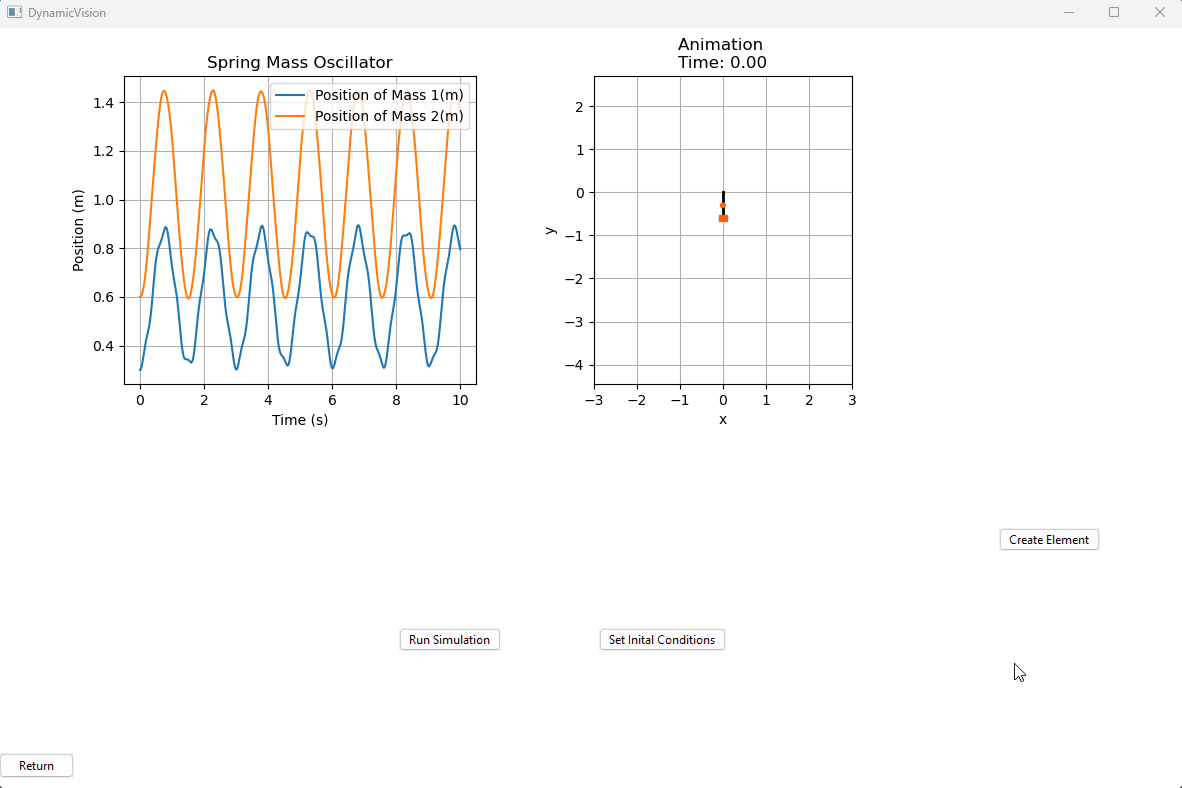 DynamicVision
Spring Mass Oscillator
Position of Mass 1(m)
Position of Mass 2(m)
1.4
1.2
1.0
0.8
0.6
0.4
Position (m)
0 2 4 6 8 10
Time (s)
Animation
Time: 0.00
2
1
0
−1
−2
−3
−4
y
−3 −2 −1 0 1 2 3
x
Create Element
Run Simulation
Set Inital Conditions
Return